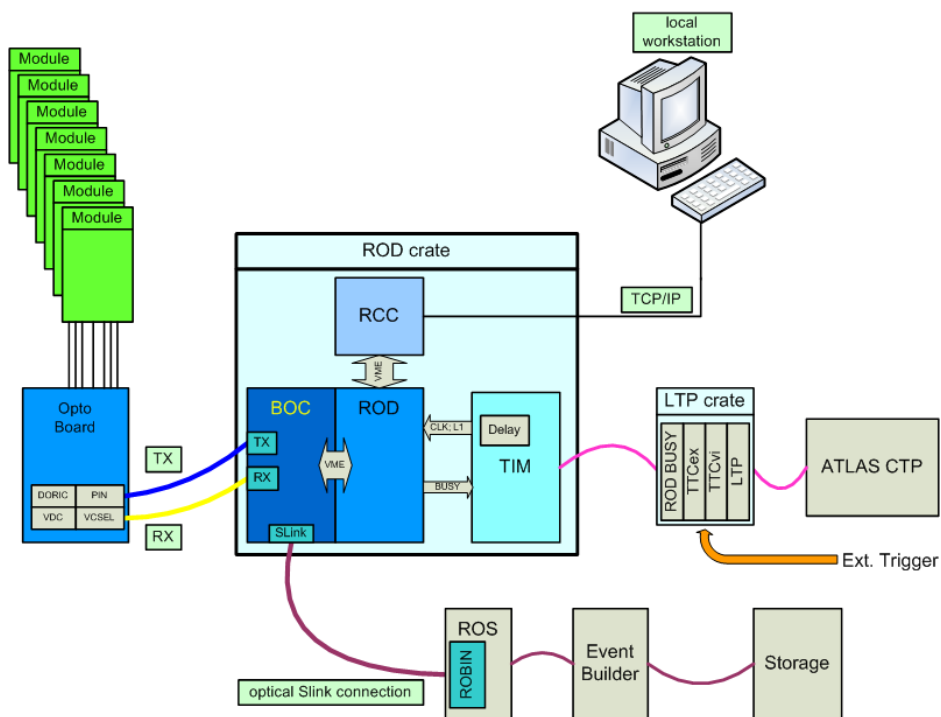 local
workstation
Module
Module
Module
Module
Module
Module
Module
ROD crate
TCP/IP
RCC
VME
Opto
Board
BOC
ROD
CLK; L1
Delay
LTP crate
TX
TX
VME
TIM
ROD BUSY
TTCex
TTCvi
LTP
ATLAS CTP
RX
DORIC
PIN
BUSY
VDC
VCSEL
RX
SLink
Ext. Trigger
ROS
ROBIN
Event
Builder
Storage
optical Slink connection